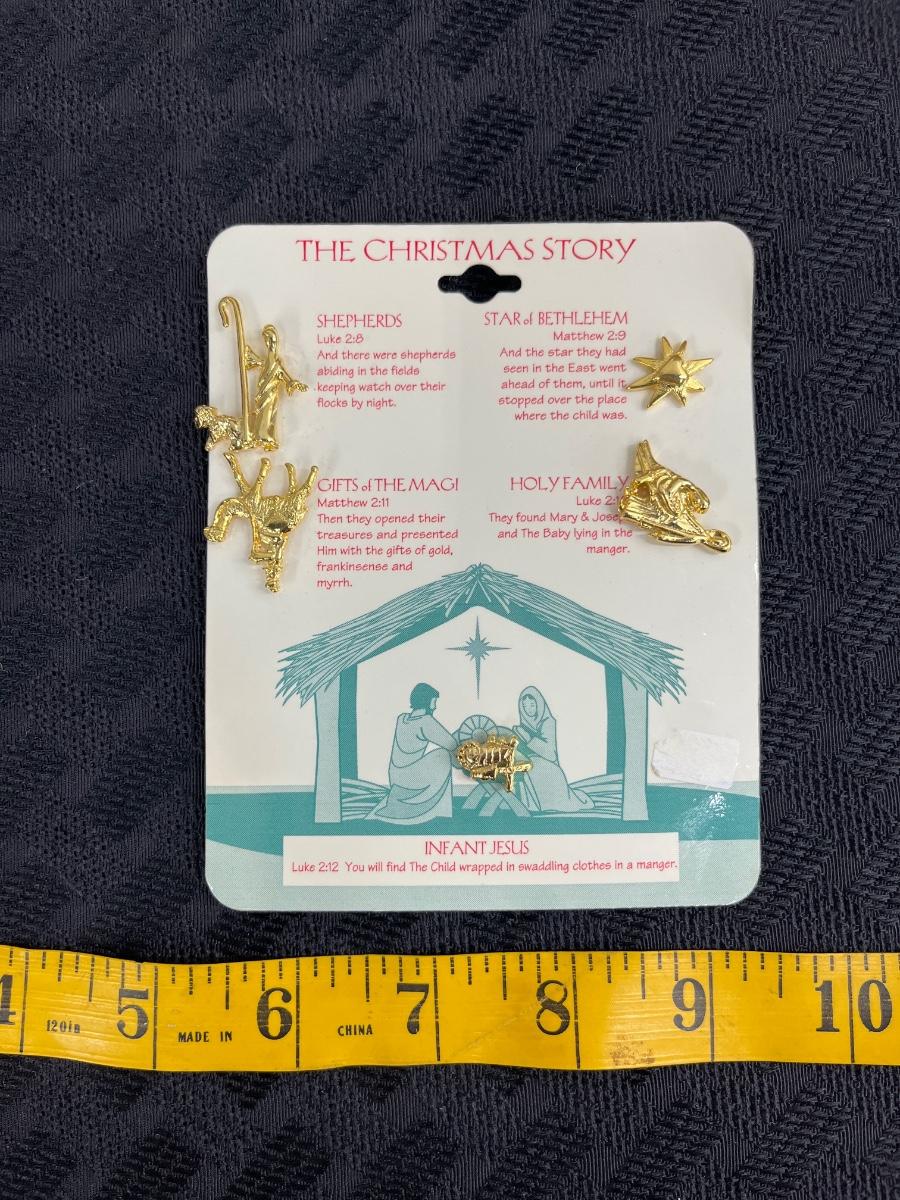 THE CHRISTMAS STORY
SHEPHERDS
Luke 2:8
And there were shepherds
abiding in the fields
keeping watch over their
flocks by night.
STAR of BETHLEHEM
Matthew 2:9
And the star they had
seen in the East went
ahead of them, until it
stopped over the place
where the child was.
GIFTS of THE MAGI
Matthew 2:11
Then they opened their
treasures and presented
Him with the gifts of gold,
frankinsense and
myrrh.
HOLY FAMILY
Luke
They found Mary &
and The Baby lying in the
manger.
INFANT JESUS
Luke 2:12 You will find The Child wrapped in swaddling clothes in a manger.
4 5 6 7 8 9 10
120in MADE IN CHINA